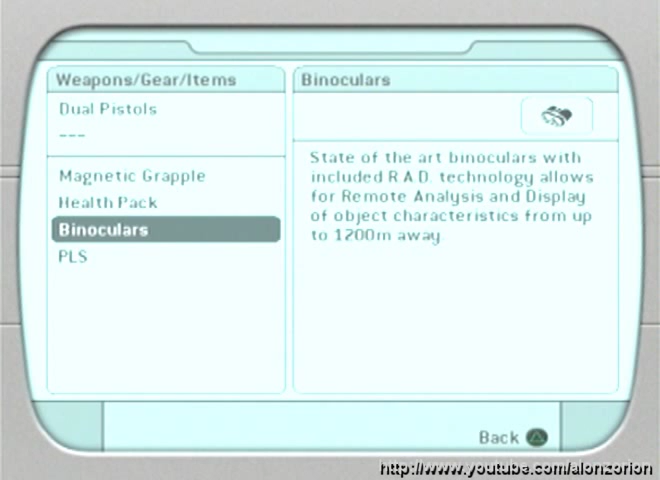 Weapons/Gear/Items
Dual Pistols
---
Magnetic Grapple
Health Pack
Binoculars
PLS
Binoculars
State of the art binoculars with
included R.A.D. technology allows
for Remote Analysis and Display
of object characteristics from up
to 1200m away.
Back
http://www.youtube.com/alonzorion